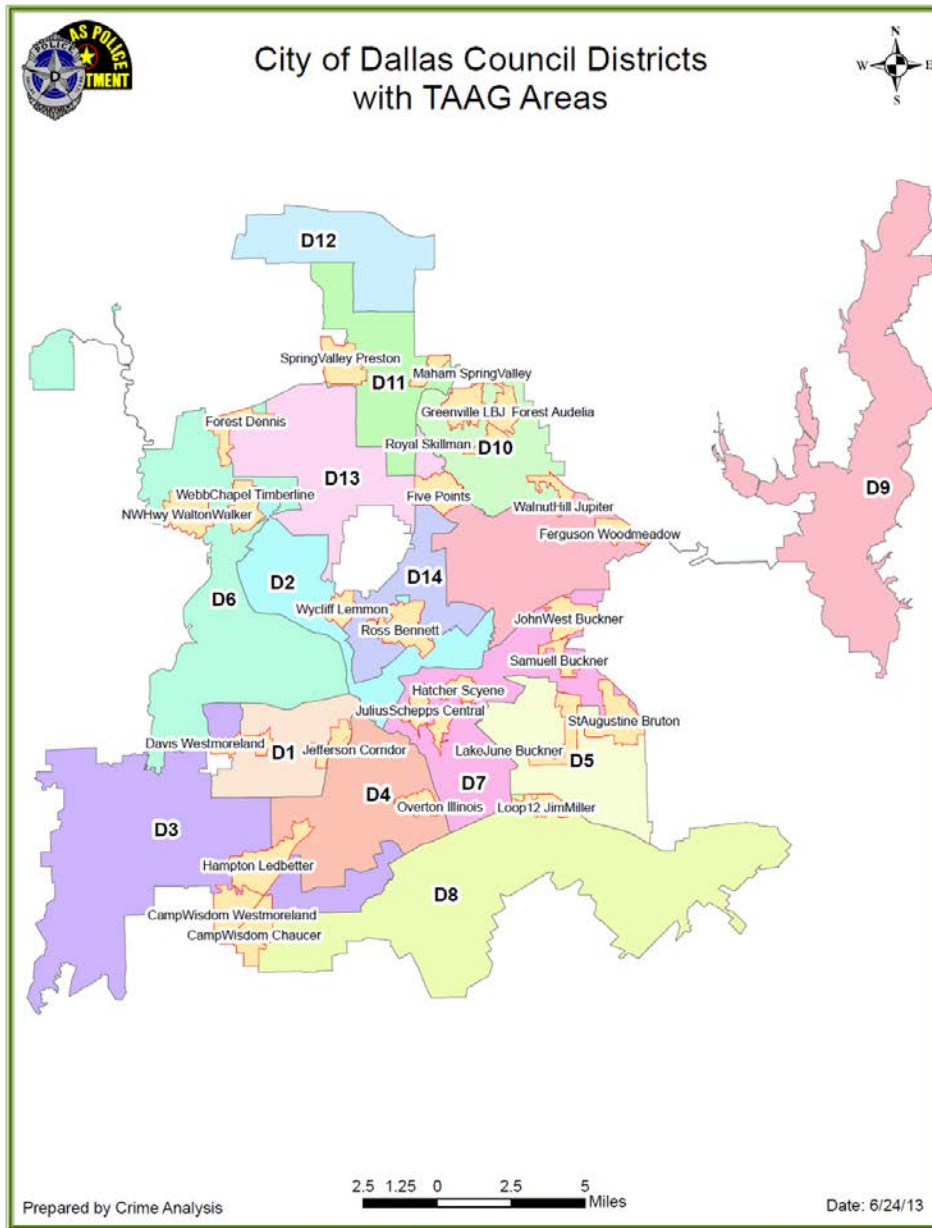 AS POLICE
TMENT
POLICE
D
City of Dallas Council Districts
with TAAG Areas
N
W
E
S
D12
SpringValley Preston
D11
Maham SpringValley
Greenville LBJ
Forest Audelia
Forest Dennis
Royal Skillman
D10
D13
WebbChapel Timberline
Five Points
D9
NWHwy WaltonWalker
WalnutHill Jupiter
Ferguson Woodmeadow
D2
D14
D6
Wycliff Lemmon
JohnWest Buckner
Ross Bennett
Samuell Buckner
Hatcher Scyene
JuliusSchepps Central
StAugustine Bruton
Davis Westmoreland
D1
Jefferson Corridor
LakeJune Buckner
D5
D7
D4
Overton Illinois
Loop12 JimMiller
D3
Hampton Ledbetter
D8
CampWisdom Westmoreland
CampWisdom Chaucer
2.5 1.25 0 2.5 5
Miles
Prepared by Crime Analysis
Date: 6/24/13